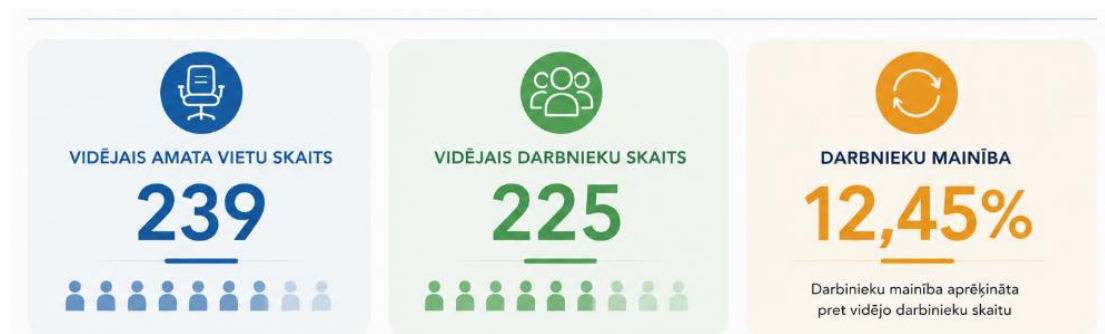 VIDĒJAIS AMATA VIETU SKAITS
239
VIDĒJAIS DARBNIEKU SKAITS
225
DARBNIEKU MAINĪBA
12,45%
Darbinieku mainība aprēķināta
pret vidējo darbinieku skaitu